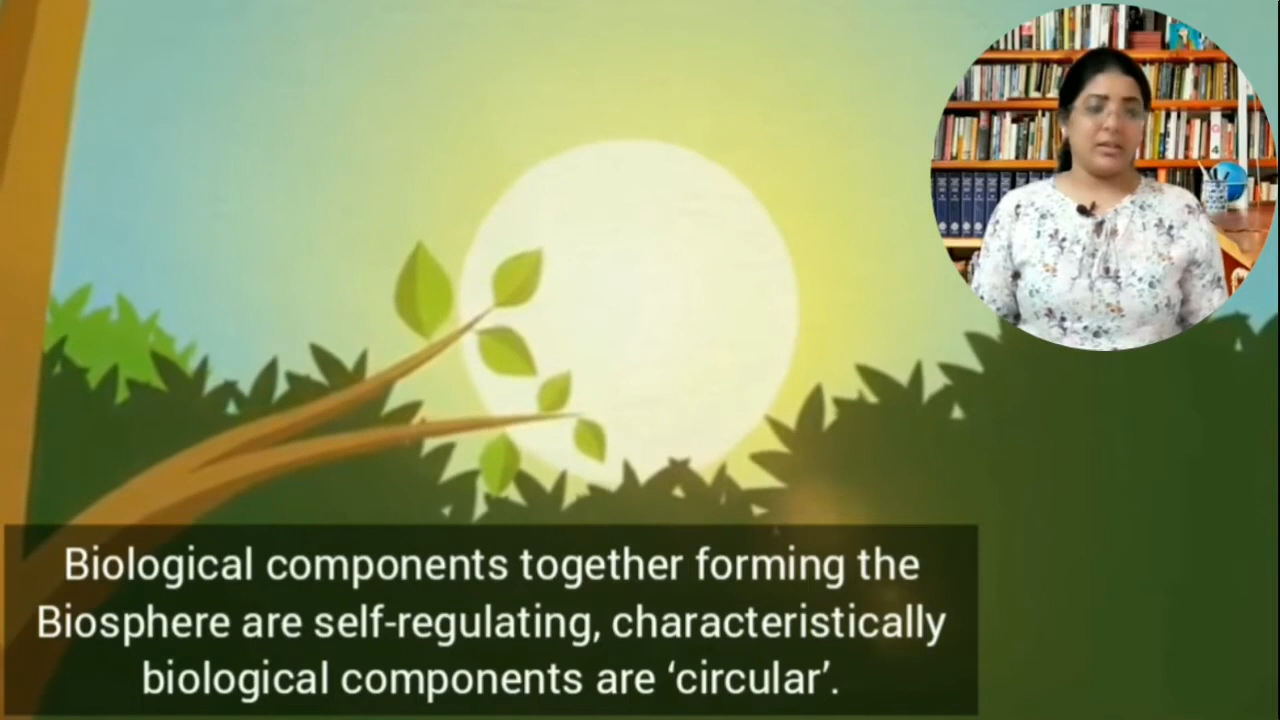 Biological components together forming the
Biosphere are self-regulating, characteristically
biological components are ‘circular’.